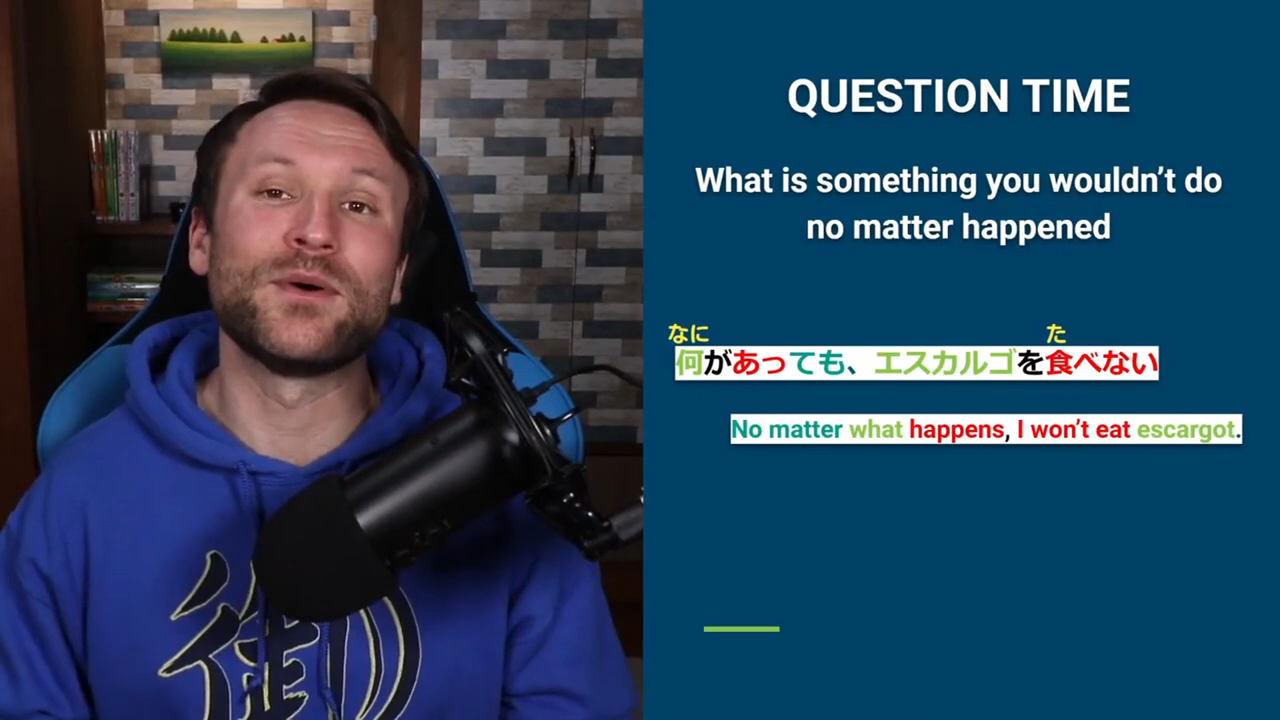 QUESTION TIME
What is something you wouldn’t do
no matter happened
なに た
何があっても、エスカルゴを食べない
No matter what happens, I won’t eat escargot.